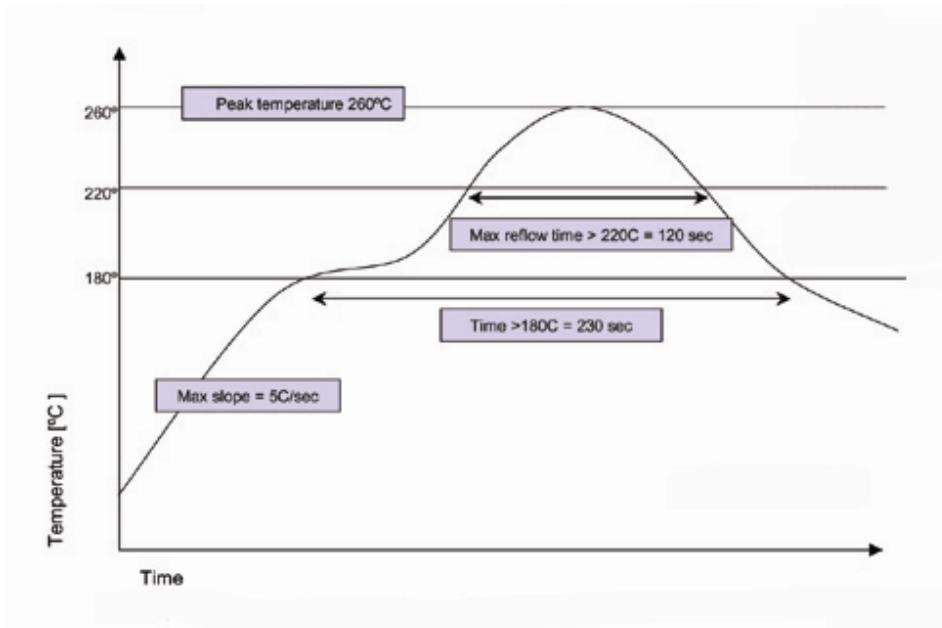 Peak temperature 260ºC
260º
220º
Max reflow time > 220C = 120 sec
180º
Time >180C = 230 sec
Max slope = 5C/sec
Temperature [ºC ]
Time